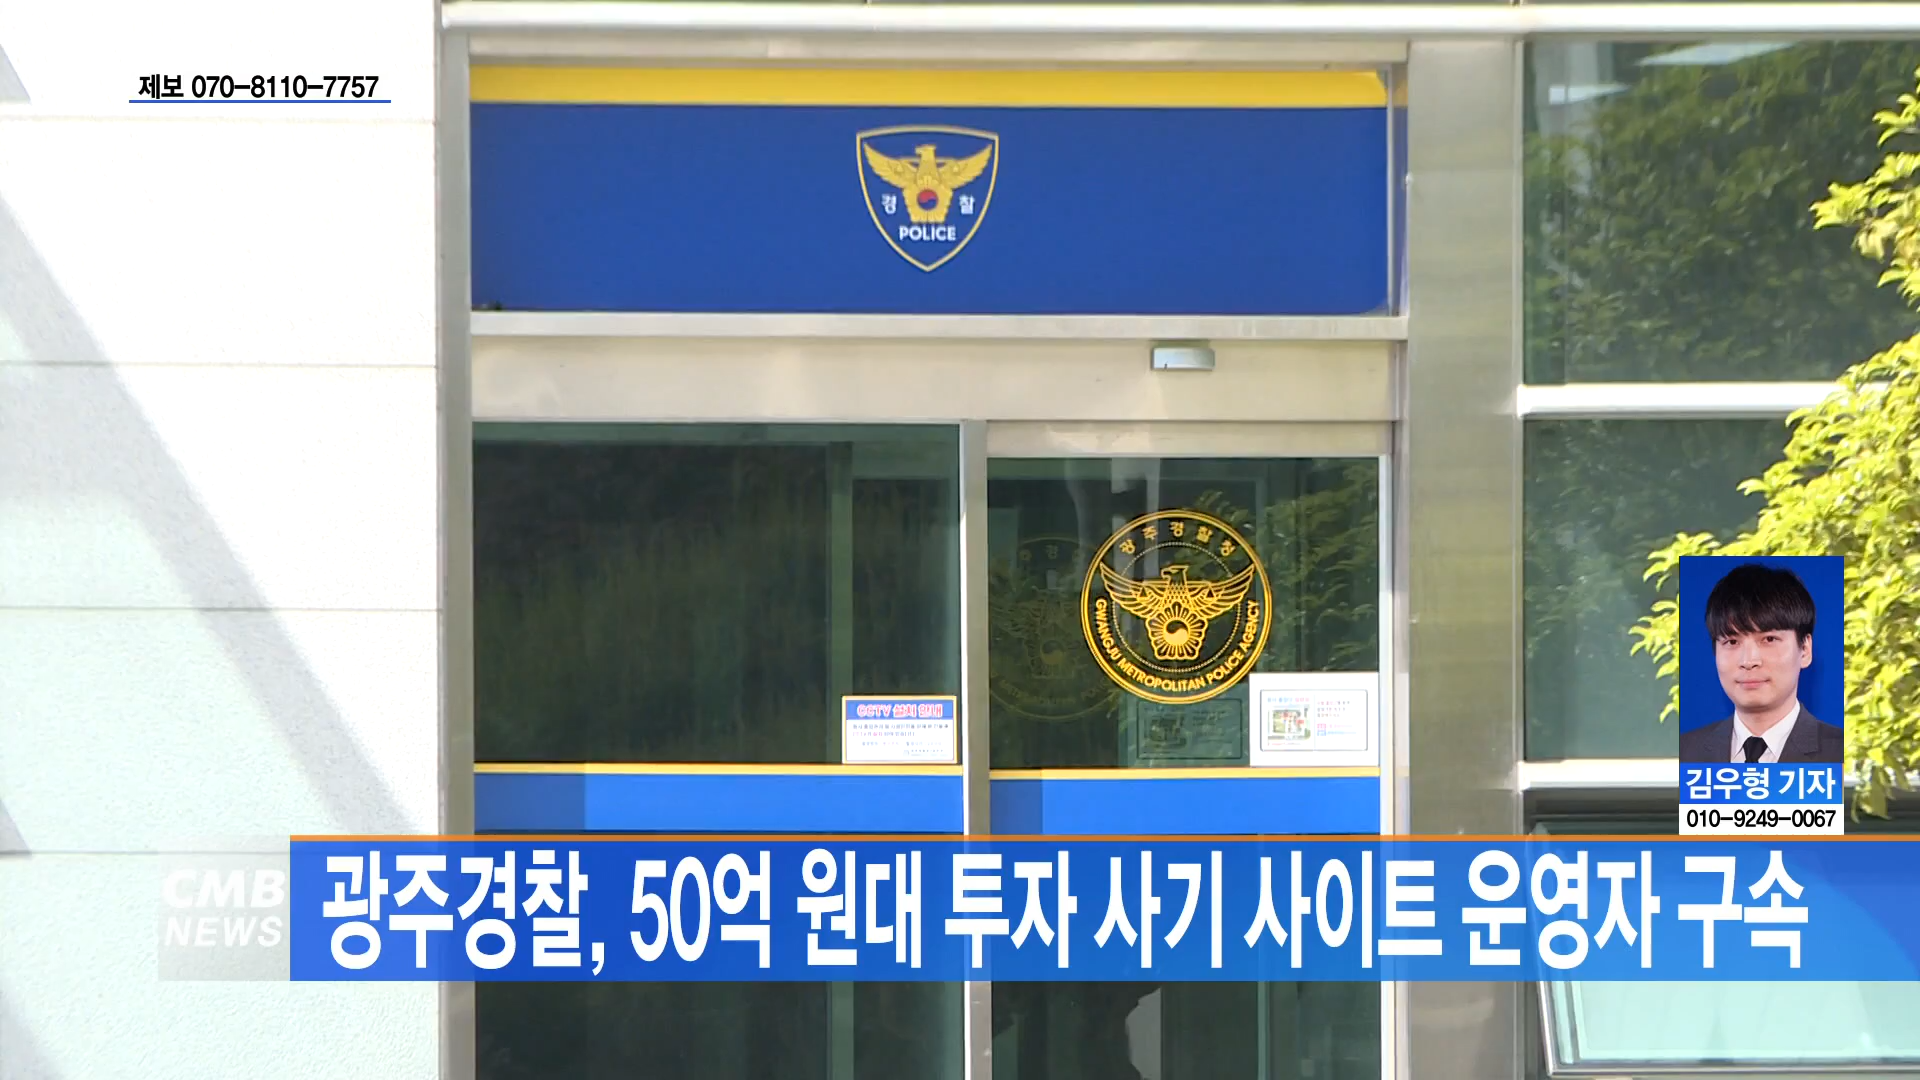 제보 070-8110-7757
경 찰
POLICE
광주경찰청
GWANGJU METROPOLITAN POLICE AGENCY
CCTV 설치 안내
김우형 기자
010-9249-0067
CMB
NEWS
광주경찰, 50억 원대 투자 사기 사이트 운영자 구속